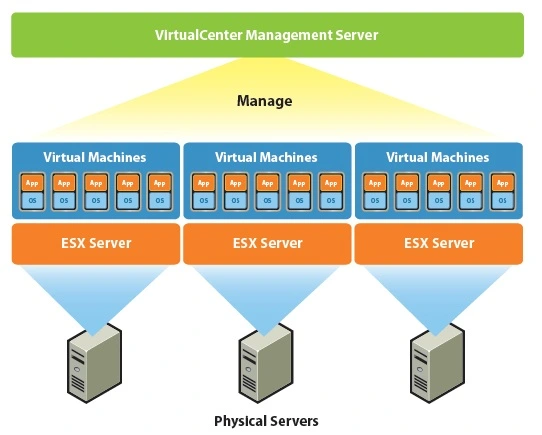 VirtualCenter Management Server
Manage
Virtual Machines Virtual Machines Virtual Machines
App App App App App App App App App App App App App App App
OS OS OS OS OS OS OS OS OS OS OS OS OS OS OS
ESX Server ESX Server ESX Server
Physical Servers